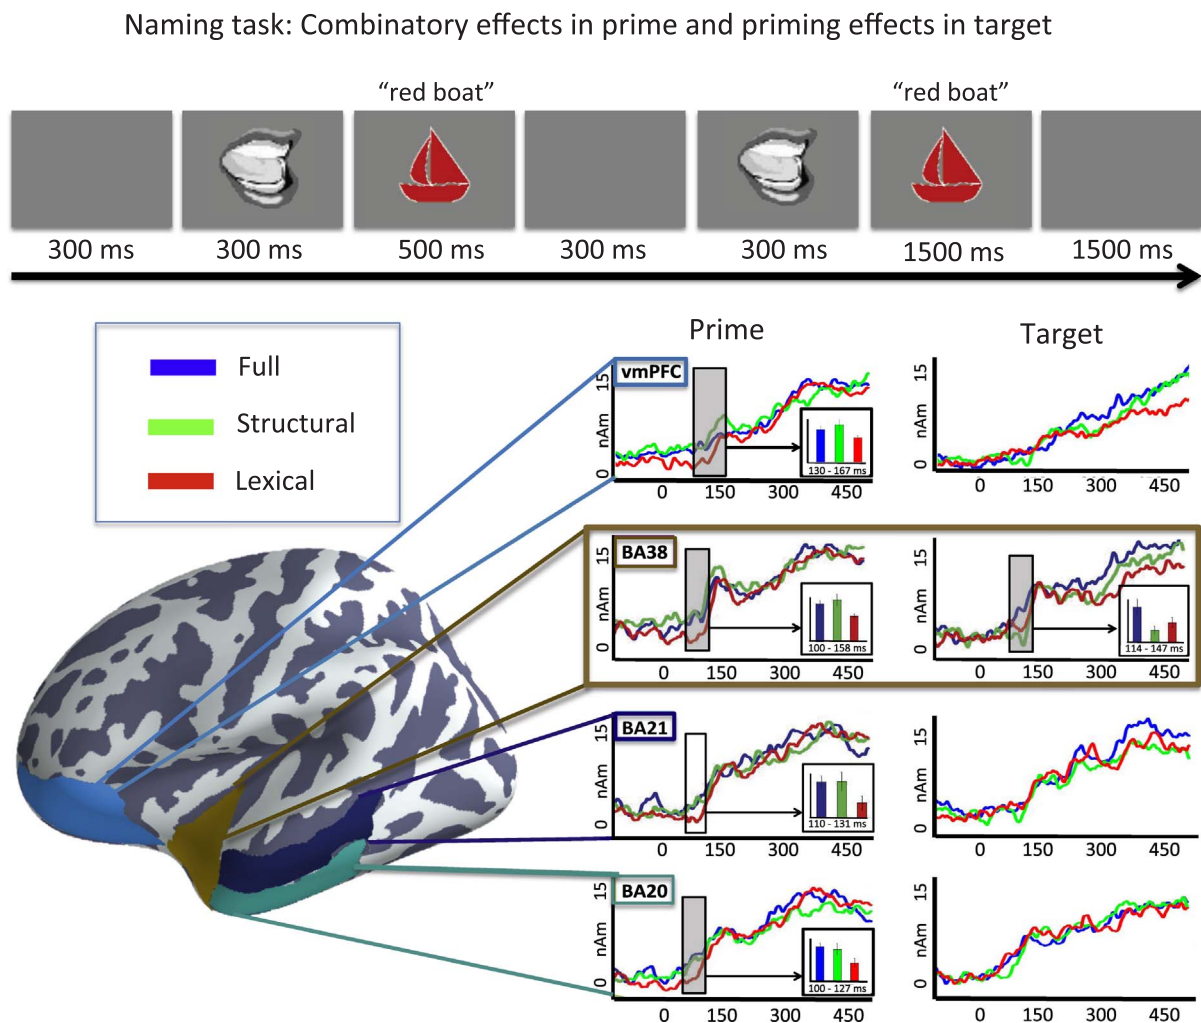 Naming task: Combinatory effects in prime and priming effects in target
“red boat” “red boat”
300 ms 300 ms 500 ms 300 ms 300 ms 1500 ms 1500 ms
Full
Structural
Lexical
Prime Target
vmPFC
15
nAm
0
130 - 167 ms
0 150 300 450
15
nAm
0
0 150 300 450
BA38
15
nAm
0
100 - 158 ms
0 150 300 450
15
nAm
0
114 - 147 ms
0 150 300 450
BA21
15
nAm
0
110 - 131 ms
0 150 300 450
15
nAm
0
0 150 300 450
BA20
15
nAm
0
100 - 127 ms
0 150 300 450
15
nAm
0
0 150 300 450